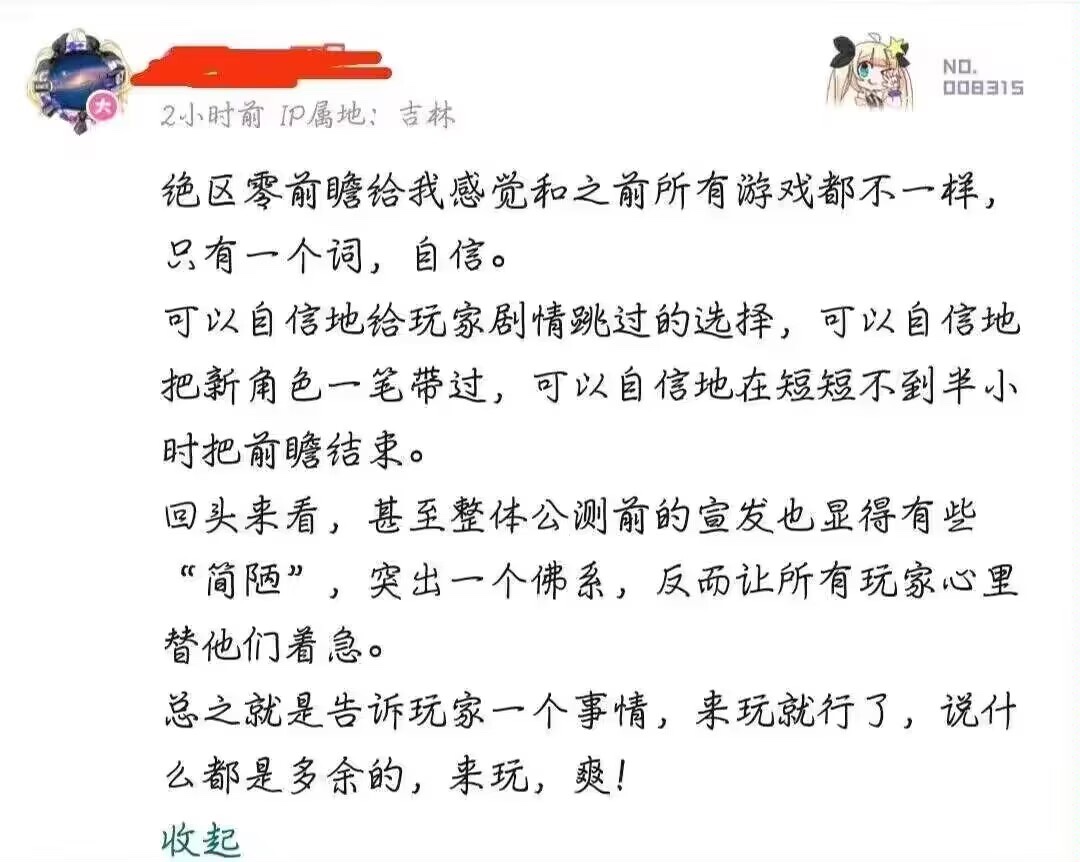 大
2小时前 IP属地：吉林
NO.
008315
绝区零前瞻给我感觉和之前所有游戏都不一样，
只有一个词，自信。
可以自信地给玩家剧情跳过的选择，可以自信地
把新角色一笔带过，可以自信地在短短不到半小
时把前瞻结束。
回头来看，甚至整体公测前的宣发也显得有些
“简陋”，突出一个佛系，反而让所有玩家心里
替他们着急。
总之就是告诉玩家一个事情，来玩就行了，说什
么都是多余的，来玩，爽！
收起